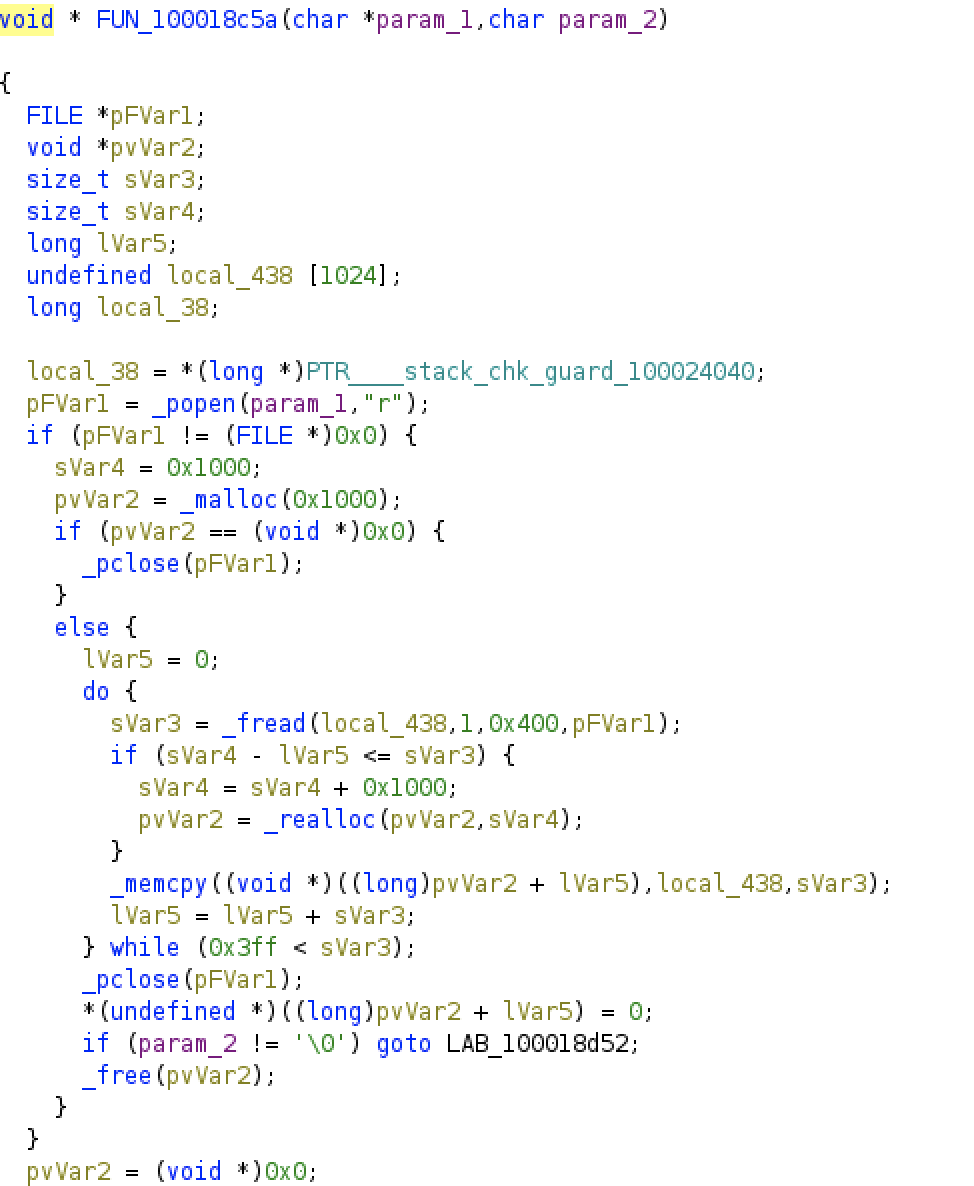 void * FUN_100018c5a(char *param_1,char param_2)
{
FILE *pFVar1;
void *pvVar2;
size_t sVar3;
size_t sVar4;
long lVar5;
undefined local_438 [1024];
long local_38;
local_38 = *(long *)PTR____stack_chk_guard_100024040;
pFVar1 = _popen(param_1,"r");
if (pFVar1 != (FILE *)0x0) {
sVar4 = 0x1000;
pvVar2 = _malloc(0x1000);
if (pvVar2 == (void *)0x0) {
_pclose(pFVar1);
}
else {
lVar5 = 0;
do {
sVar3 = _fread(local_438,1,0x400,pFVar1);
if (sVar4 - lVar5 <= sVar3) {
sVar4 = sVar4 + 0x1000;
pvVar2 = _realloc(pvVar2,sVar4);
}
_memcpy((void *)((long)pvVar2 + lVar5),local_438,sVar3);
lVar5 = lVar5 + sVar3;
} while (0x3ff < sVar3);
_pclose(pFVar1);
*(undefined *)((long)pvVar2 + lVar5) = 0;
if (param_2 != '\0') goto LAB_100018d52;
_free(pvVar2);
}
}
pvVar2 = (void *)0x0;